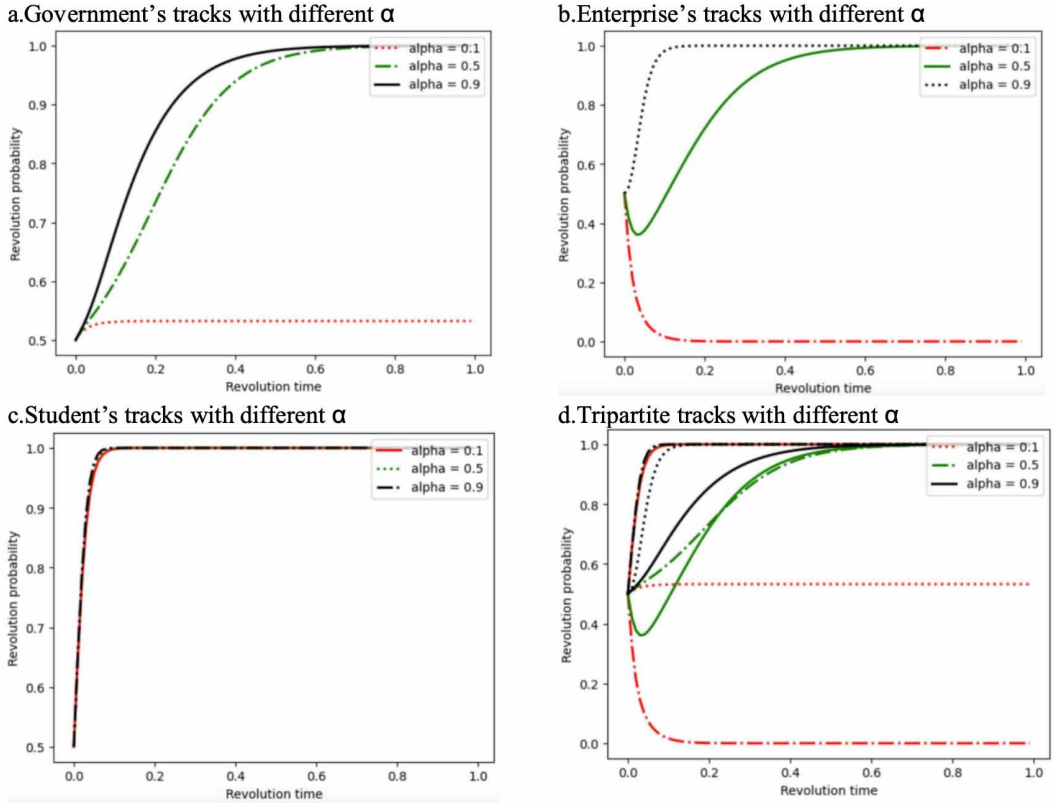 a.Government's tracks with different α
1.0
0.9
0.8
0.7
0.6
0.5
Revolution probability
0.0 0.2 0.4 0.6 0.8 1.0
Revolution time
alpha = 0.1
alpha = 0.5
alpha = 0.9
b.Enterprise's tracks with different α
1.0
0.8
0.6
0.4
0.2
0.0
Revolution probability
0.0 0.2 0.4 0.6 0.8 1.0
Revolution time
alpha = 0.1
alpha = 0.5
alpha = 0.9
c.Student's tracks with different α
1.0
0.9
0.8
0.7
0.6
0.5
Revolution probability
0.0 0.2 0.4 0.6 0.8 1.0
Revolution time
alpha = 0.1
alpha = 0.5
alpha = 0.9
d.Tripartite tracks with different α
1.0
0.8
0.6
0.4
0.2
0.0
Revolution probability
0.0 0.2 0.4 0.6 0.8 1.0
Revolution time
alpha = 0.1
alpha = 0.5
alpha = 0.9